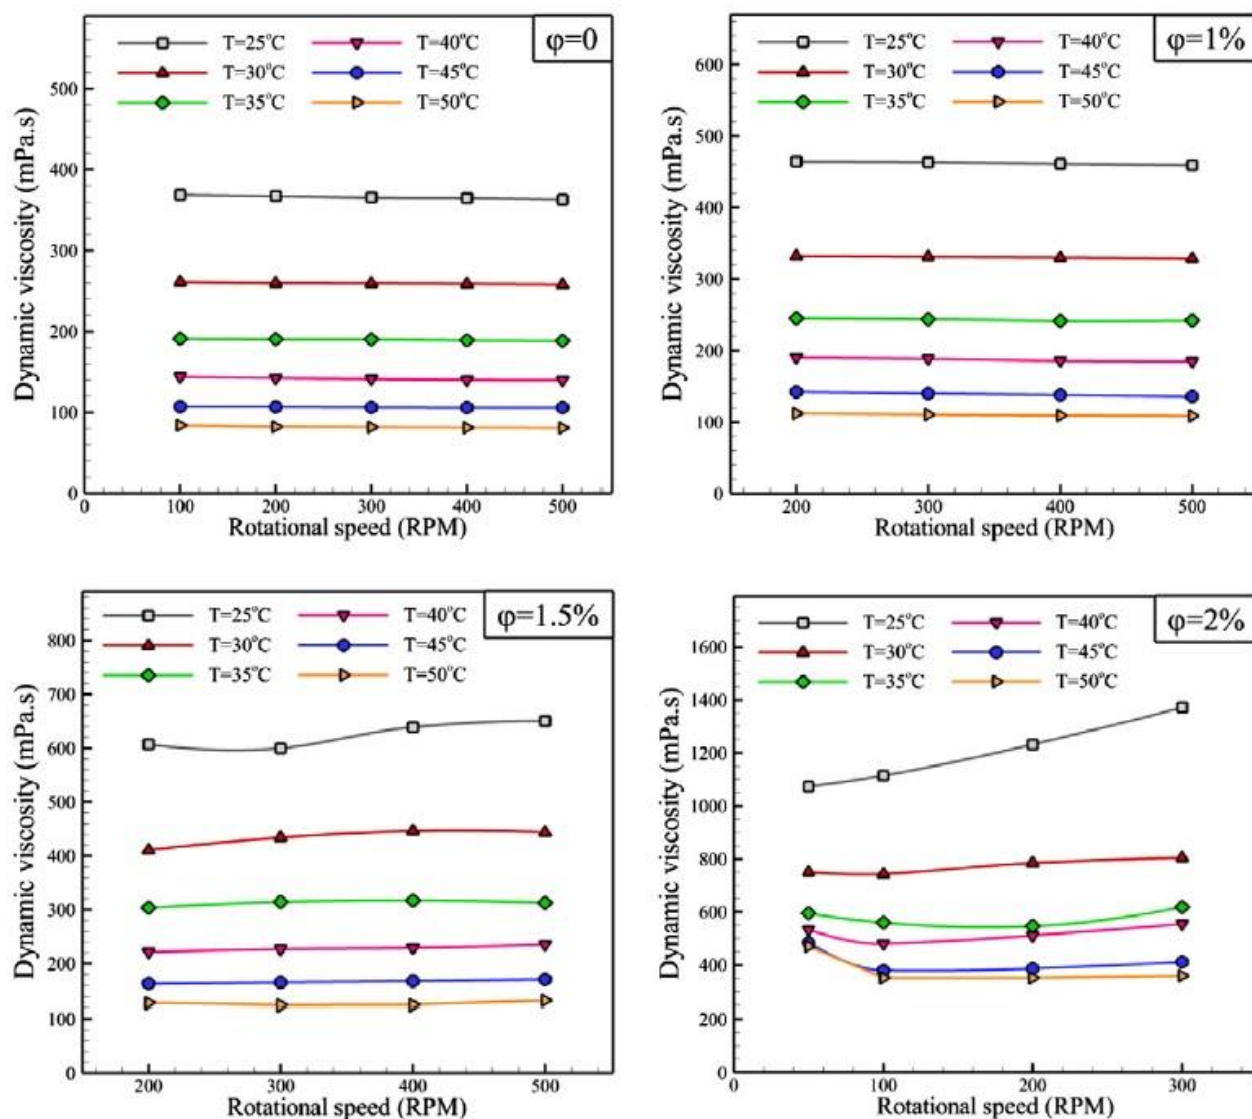 T=25°C T=40°C φ=0
T=30°C T=45°C
T=35°C T=50°C
Dynamic viscosity (mPa.s)
500
400
300
200
100
0
0 100 200 300 400 500
Rotational speed (RPM)
T=25°C T=40°C φ=1%
T=30°C T=45°C
T=35°C T=50°C
Dynamic viscosity (mPa.s)
600
500
400
300
200
100
0
200 300 400 500
Rotational speed (RPM)
T=25°C T=40°C φ=1.5%
T=30°C T=45°C
T=35°C T=50°C
Dynamic viscosity (mPa.s)
800
700
600
500
400
300
200
100
0
200 300 400 500
Rotational speed (RPM)
T=25°C T=40°C φ=2%
T=30°C T=45°C
T=35°C T=50°C
Dynamic viscosity (mPa.s)
1600
1400
1200
1000
800
600
400
200
0
0 100 200 300
Rotational speed (RPM)